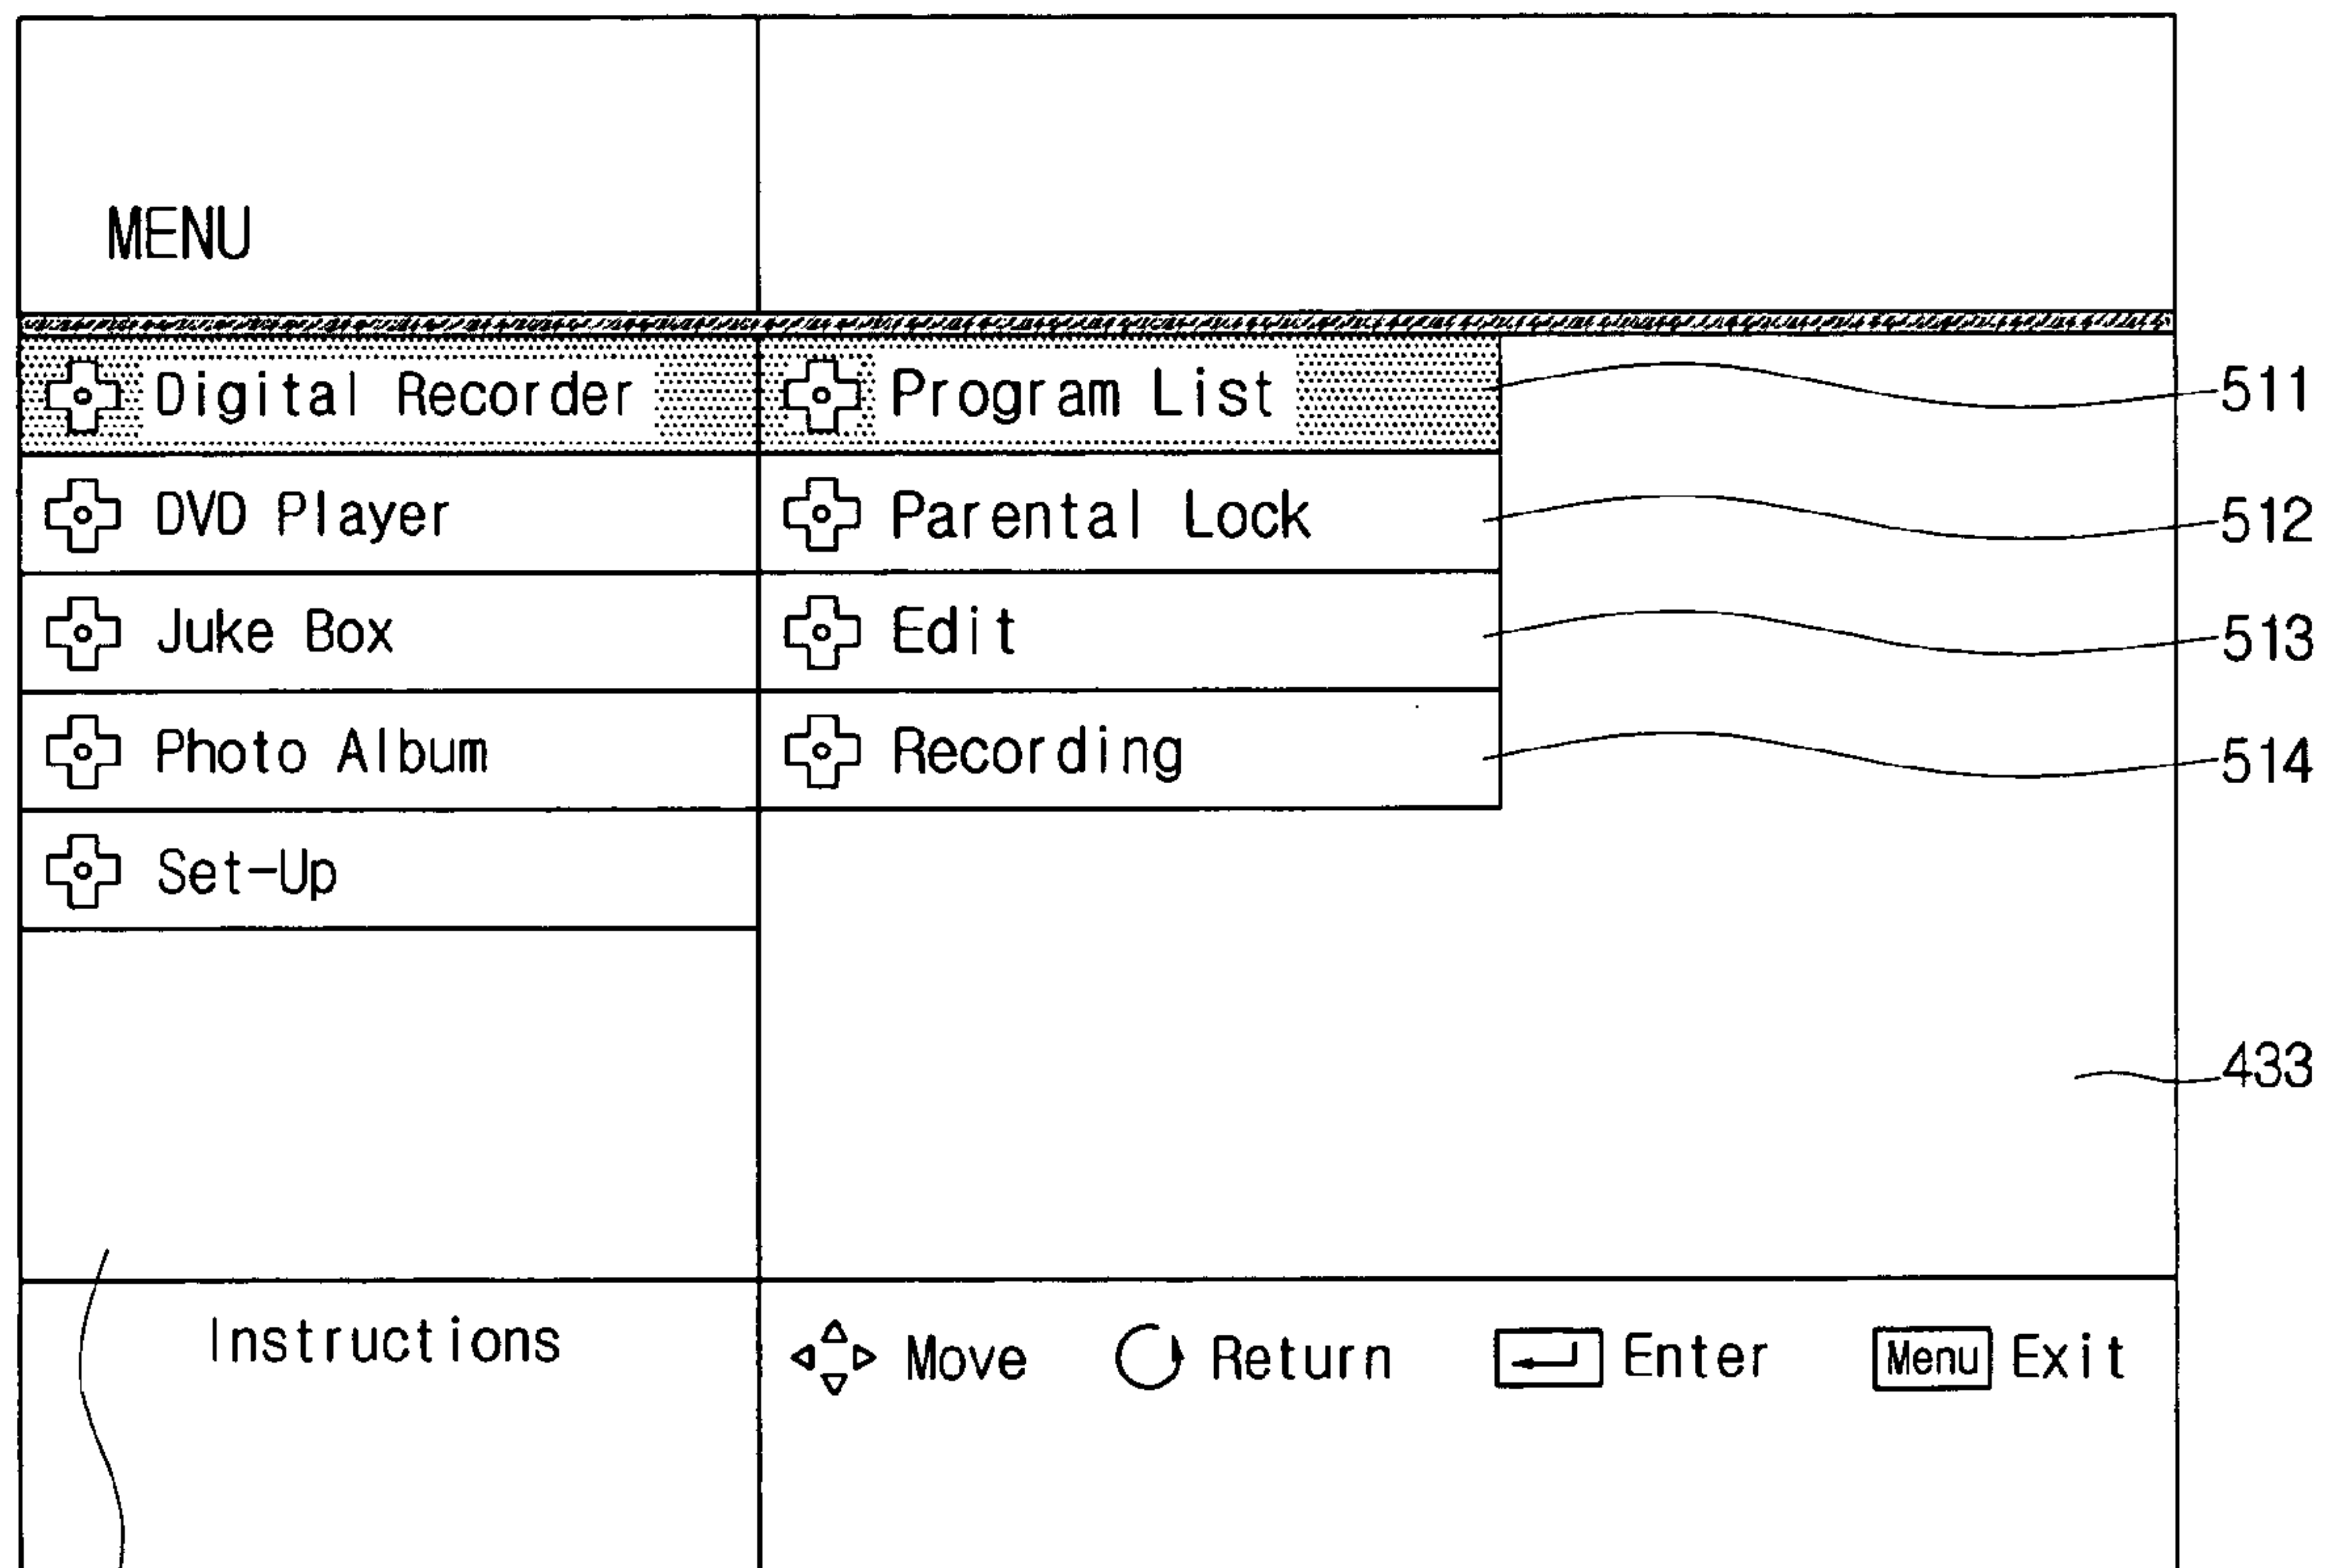 MENU
Digital Recorder Program List 511
DVD Player Parental Lock 512
Juke Box Edit 513
Photo Album Recording 514
Set-Up
433
Instructions Move Return Enter Menu Exit